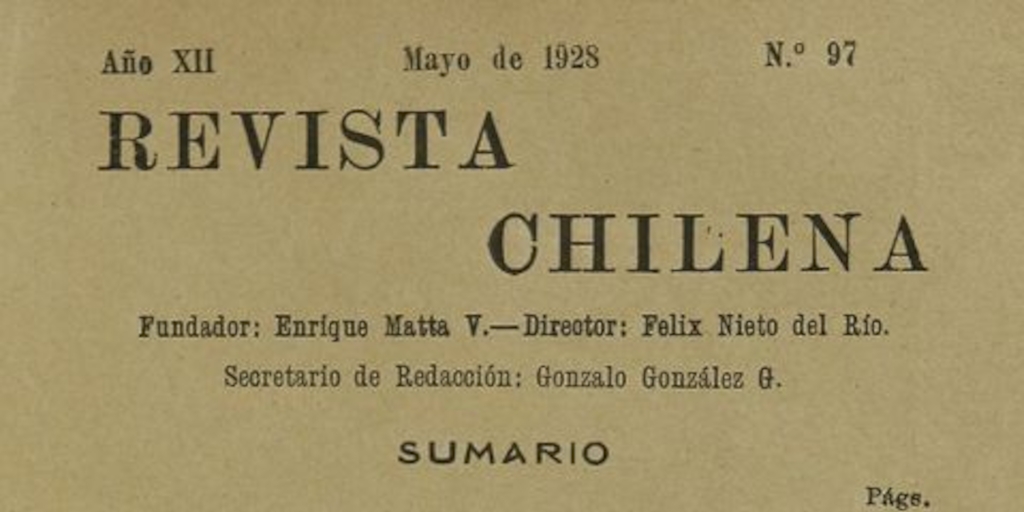 Año XII Mayo de 1928 N.º 97
REVISTA
CHILENA
Fundador: Enrique Matta V.—Director: Felix Nieto del Río.
Secretario de Redacción: Gonzalo González G.
SUMARIO
Págs.